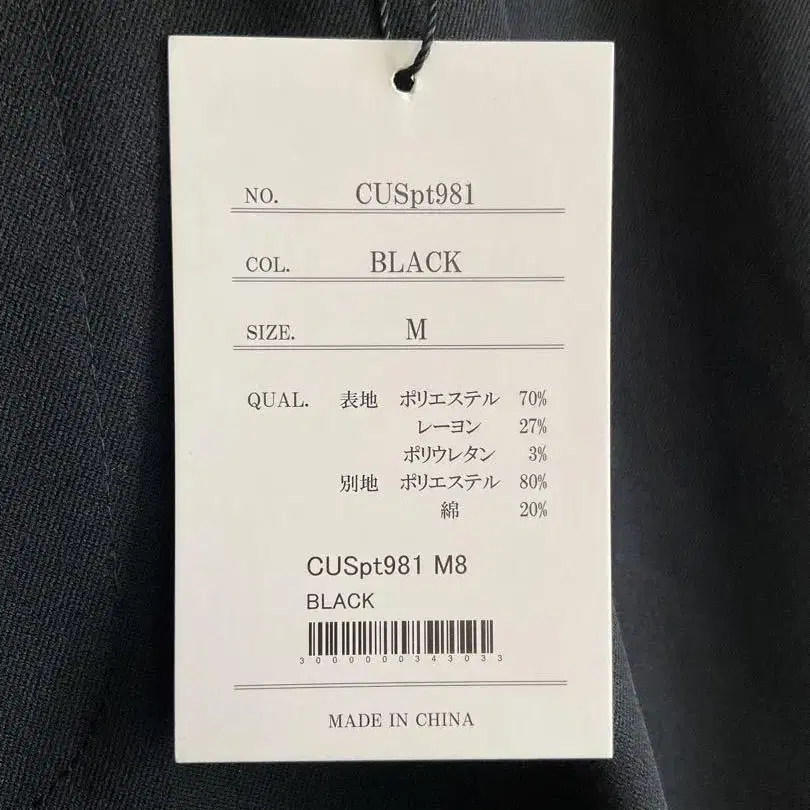 NO. CUSpt981
COL. BLACK
SIZE. M
QUAL. 表地 ポリエステル 70%
レーヨン 27%
ポリウレタン 3%
別地 ポリエステル 80%
綿 20%
CUSpt981 M8
BLACK
3000000343033
MADE IN CHINA